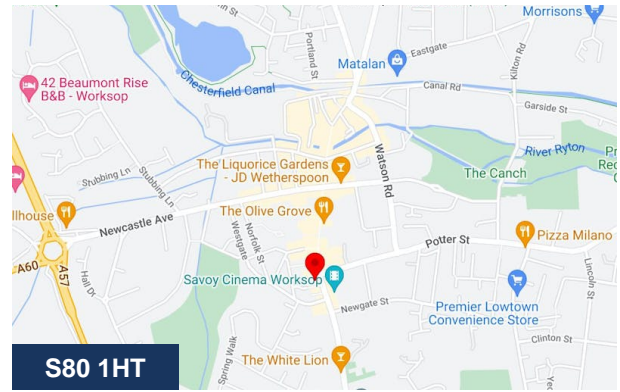 Morrisons
Portland St
Eastgate
Matalan
Kilton Rd
42 Beaumont Rise
B&B - Worksop
Chesterfield Canal
Canal Rd
Garside St
River Ryton
The Liquorice Gardens
- JD Wetherspoon
Watson Rd
The Canch
Pr
Rec
G
Stubbing Ln
Stubbing Ln
llhouse
Newcastle Ave
The Olive Grove
Norfolk St
Westgate
Potter St
Pizza Milano
A60
A57
Hall Dr
Savoy Cinema Worksop
Lincoln St
Newgate St
Premier Lowtown
Convenience Store
Clinton St
Spring Walk
The White Lion
S80 1HT